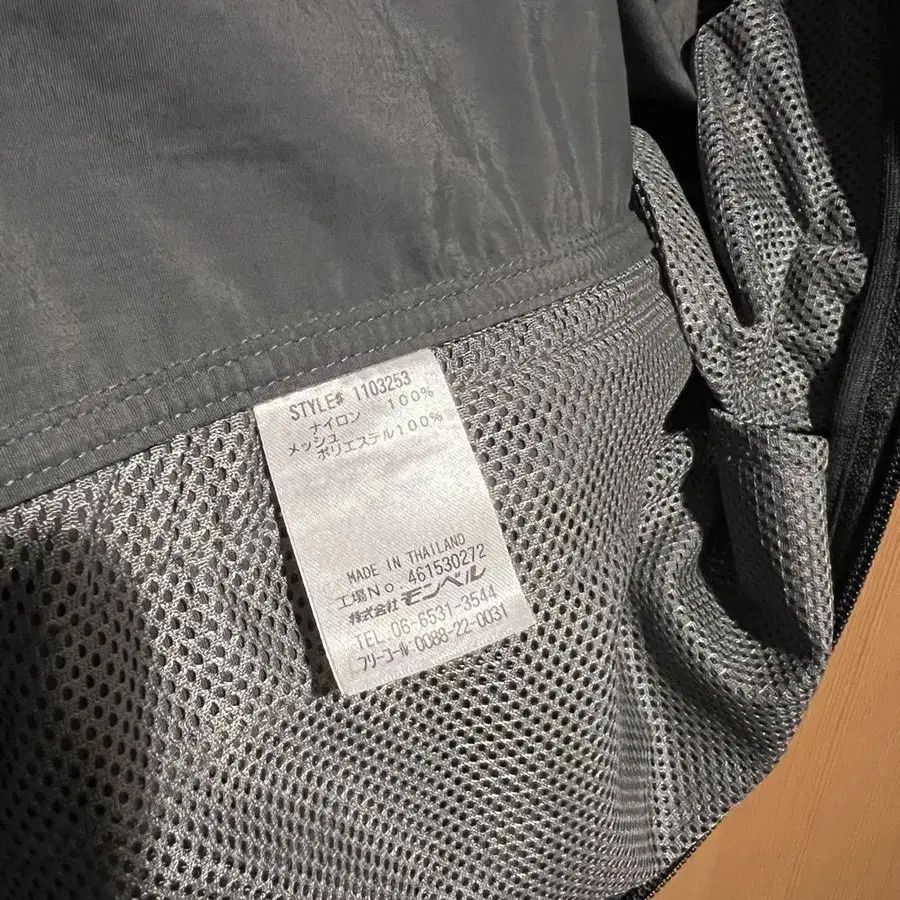 STYLE# 1103253
ナイロン 100%
メッシュ
ポリエステル100%
MADE IN THAILAND
工場No. 461530272
株式会社 モンベル
TEL 06-6531-3544
フリーコール 0088-22-0031